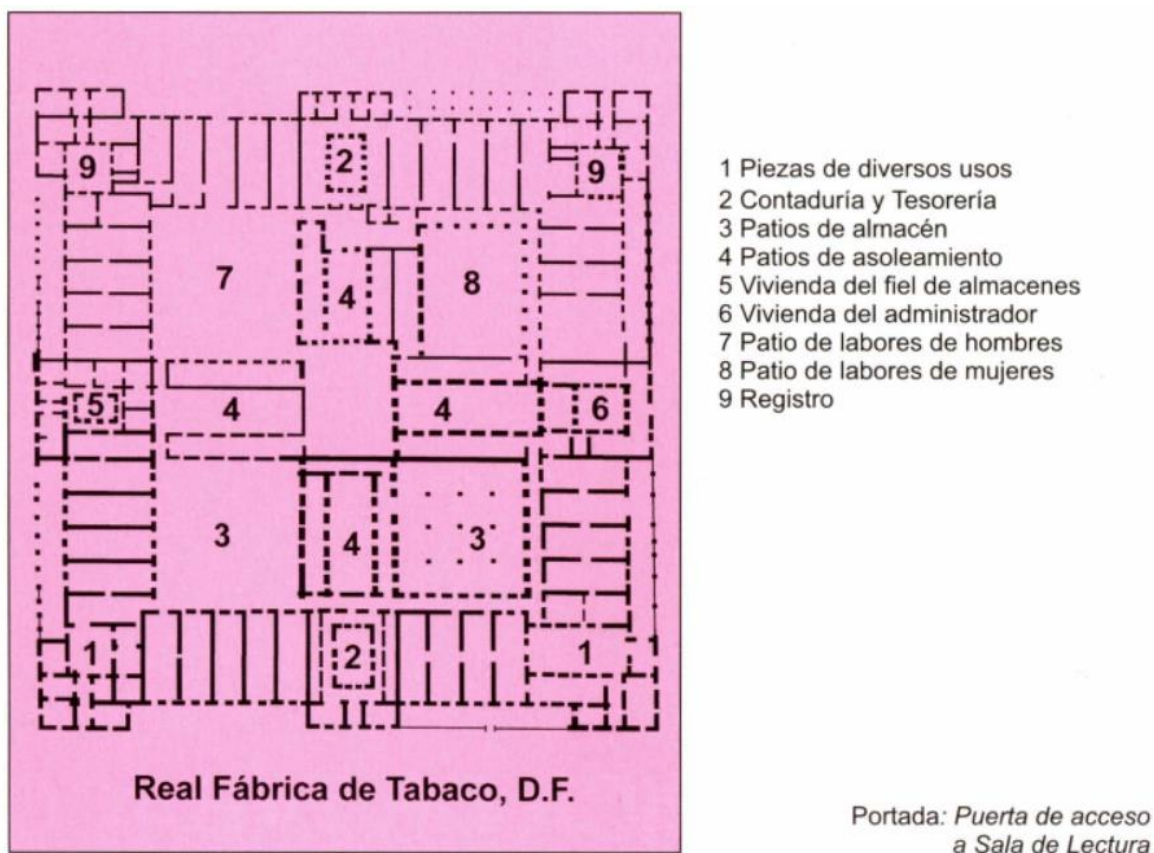 9
2
9
7
4
8
5
4
4
6
3
4
3
1
2
1
Real Fábrica de Tabaco, D.F.
1 Piezas de diversos usos
2 Contaduría y Tesorería
3 Patios de almacén
4 Patios de asoleamiento
5 Vivienda del fiel de almacenes
6 Vivienda del administrador
7 Patio de labores de hombres
8 Patio de labores de mujeres
9 Registro
Portada: Puerta de acceso
a Sala de Lectura